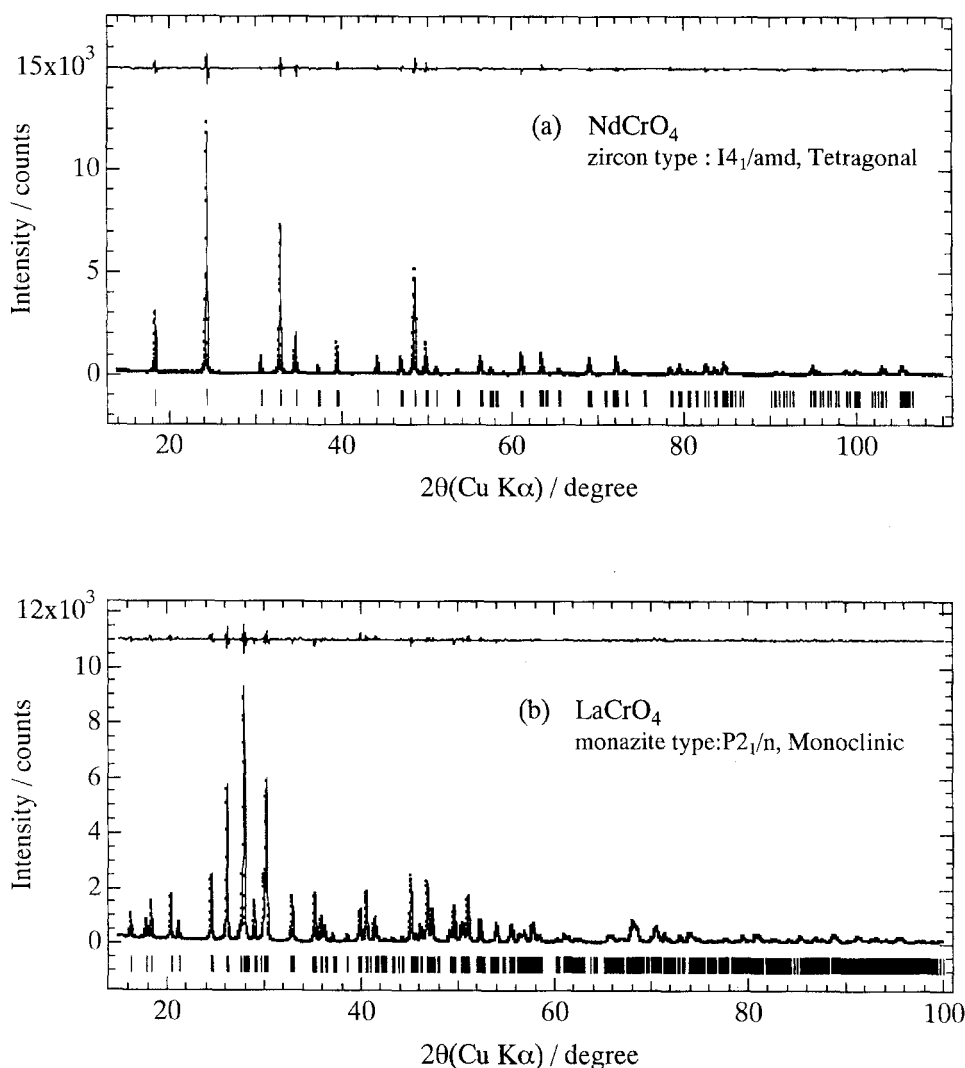 15x10³
10
5
0
Intensity / counts
(a) NdCrO₄
zircon type : I4₁/amd, Tetragonal
20 40 60 80 100
2θ(Cu Kα) / degree
12x10³
10
8
6
4
2
0
Intensity / counts
(b) LaCrO₄
monazite type:P2₁/n, Monoclinic
20 40 60 80 100
2θ(Cu Kα) / degree